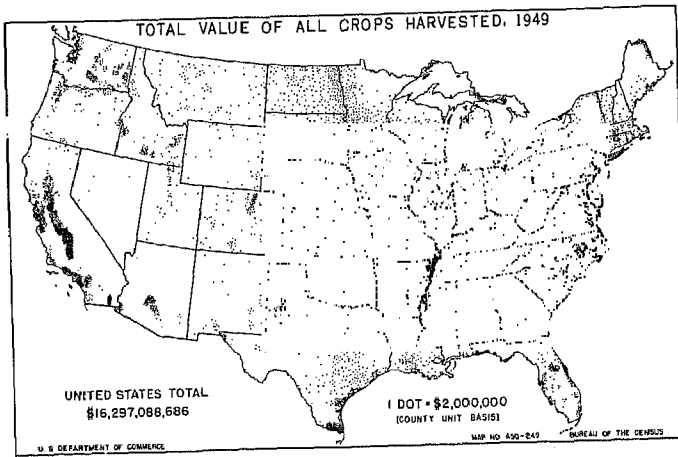 TOTAL VALUE OF ALL CROPS HARVESTED, 1949
UNITED STATES TOTAL
$16,297,088,686
1 DOT = $2,000,000
(COUNTY UNIT BASIS)
U. S DEPARTMENT OF COMMERCE
MAP NO A50-249
BUREAU OF THE CENSUS